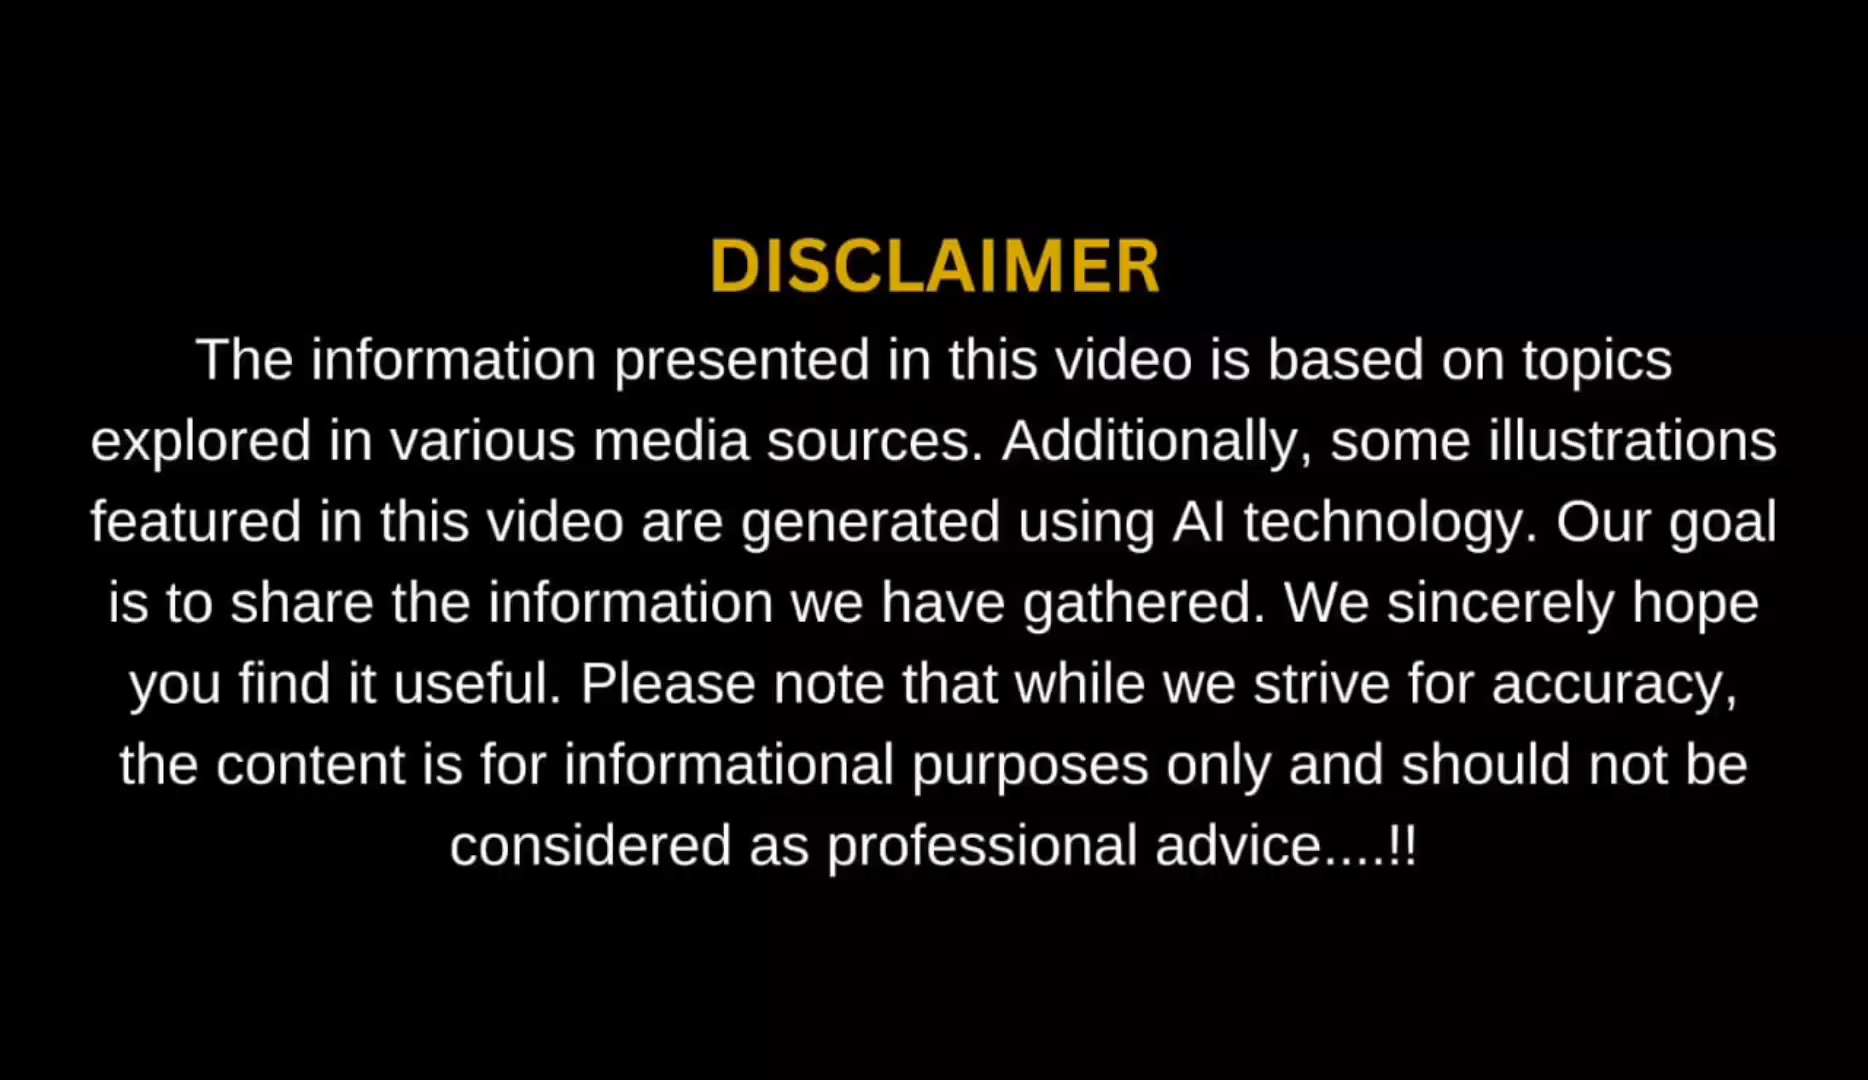 DISCLAIMER
The information presented in this video is based on topics
explored in various media sources. Additionally, some illustrations
featured in this video are generated using AI technology. Our goal
is to share the information we have gathered. We sincerely hope
you find it useful. Please note that while we strive for accuracy,
the content is for informational purposes only and should not be
considered as professional advice....!!